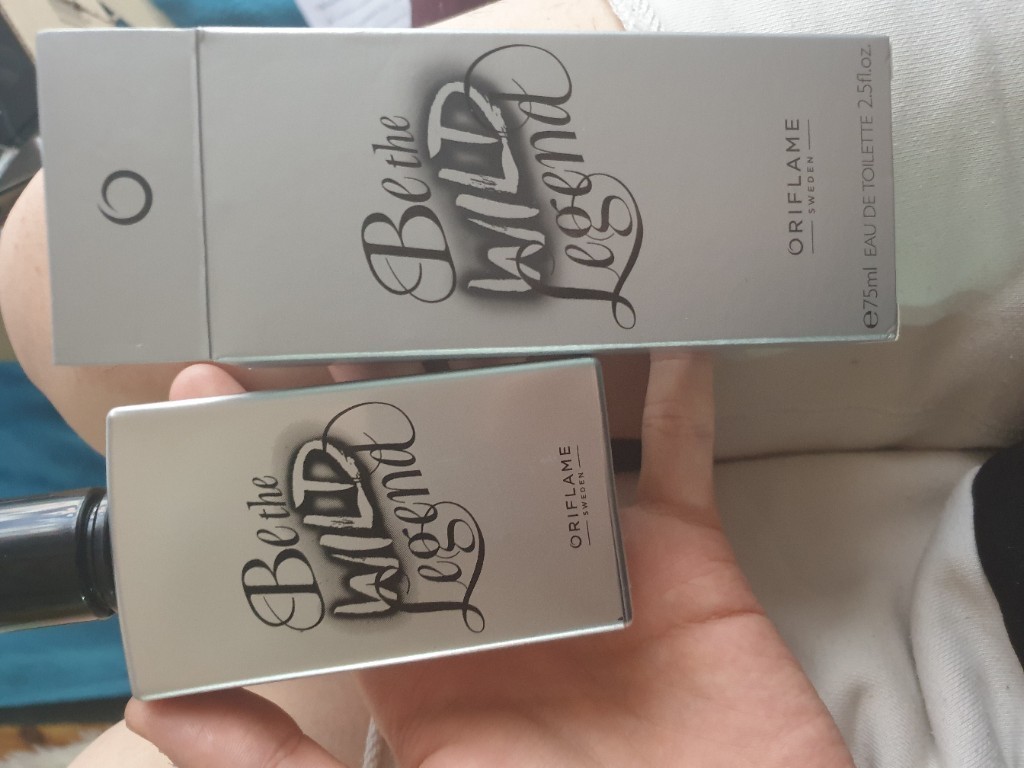 Be the
WILD
Legend
ORIFLAME
SWEDEN
℮75ml EAU DE TOILETTE 2.5fl.oz
Be the
WILD
Legend
ORIFLAME
SWEDEN